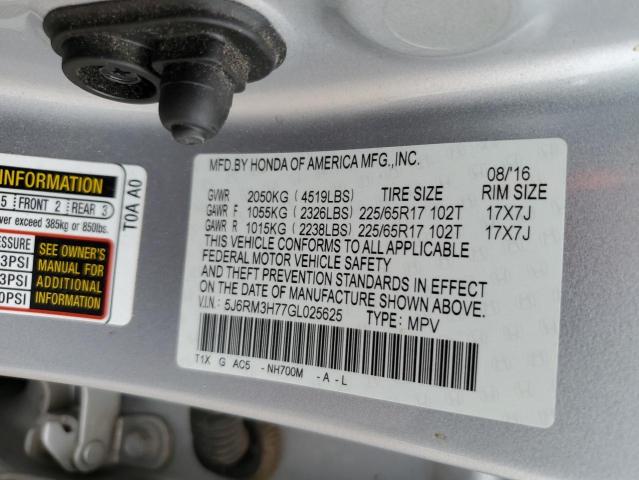 MFD.BY HONDA OF AMERICA MFG.,INC. 08/16
GVWR 2050KG (4519LBS) TIRE SIZE RIM SIZE
GAWR F 1055KG (2326LBS) 225/65R17 102T 17X7J
GAWR R 1015KG (2238LBS) 225/65R17 102T 17X7J
THIS VEHICLE CONFORMS TO ALL APPLICABLE
FEDERAL MOTOR VEHICLE SAFETY
AND THEFT PREVENTION STANDARDS IN EFFECT
ON THE DATE OF MANUFACTURE SHOWN ABOVE.
V.I.N.: 5J6RM3H77GL025625 TYPE: MPV
T1X G AC5 -NH700M -A-L
INFORMATION
5 FRONT 2 REAR 3
exceed 385kg or 850lbs.
3PSI
3PSI
0PSI
SEE OWNER'S
MANUAL FOR
ADDITIONAL
INFORMATION
T0A A0